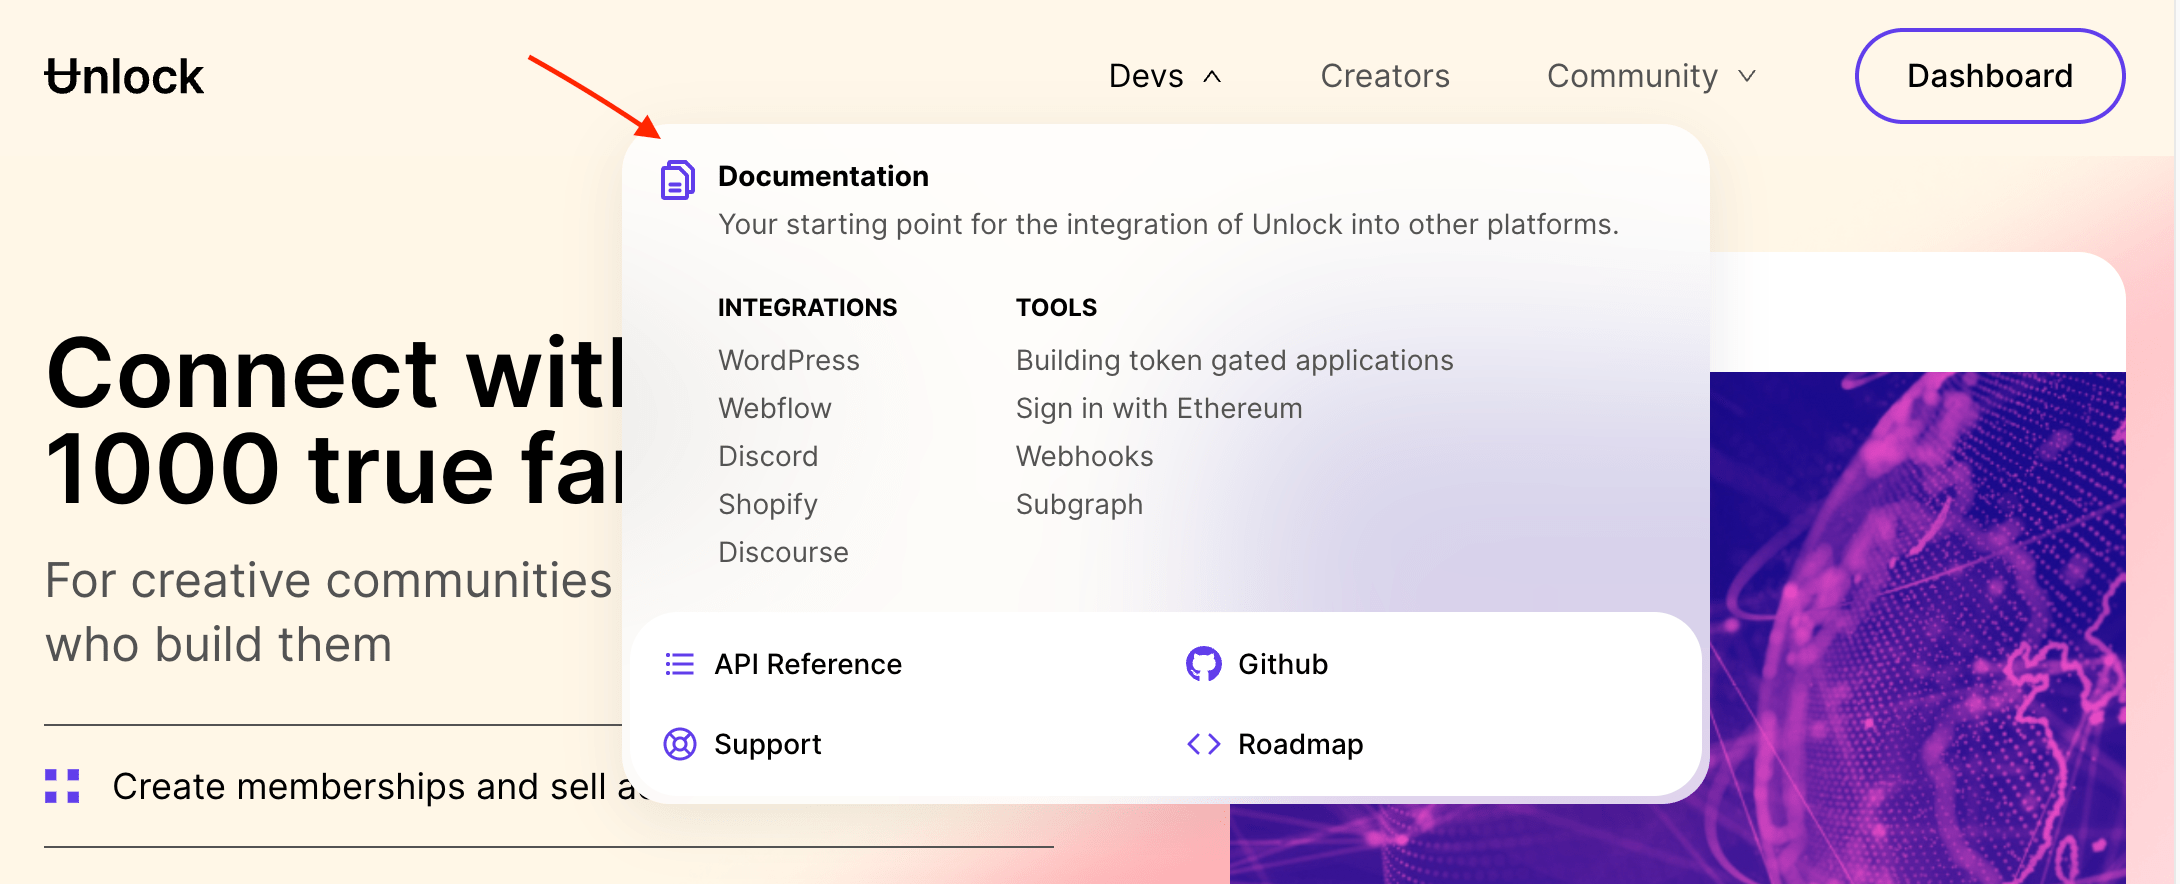 Unlock
Devs
Creators
Community
Dashboard
Documentation
Your starting point for the integration of Unlock into other platforms.
INTEGRATIONS
WordPress
Webflow
Discord
Shopify
Discourse
TOOLS
Building token gated applications
Sign in with Ethereum
Webhooks
Subgraph
API Reference
Github
Support
Roadmap
Connect with
1000 true
For creative communities
who build them
Create memberships and sell